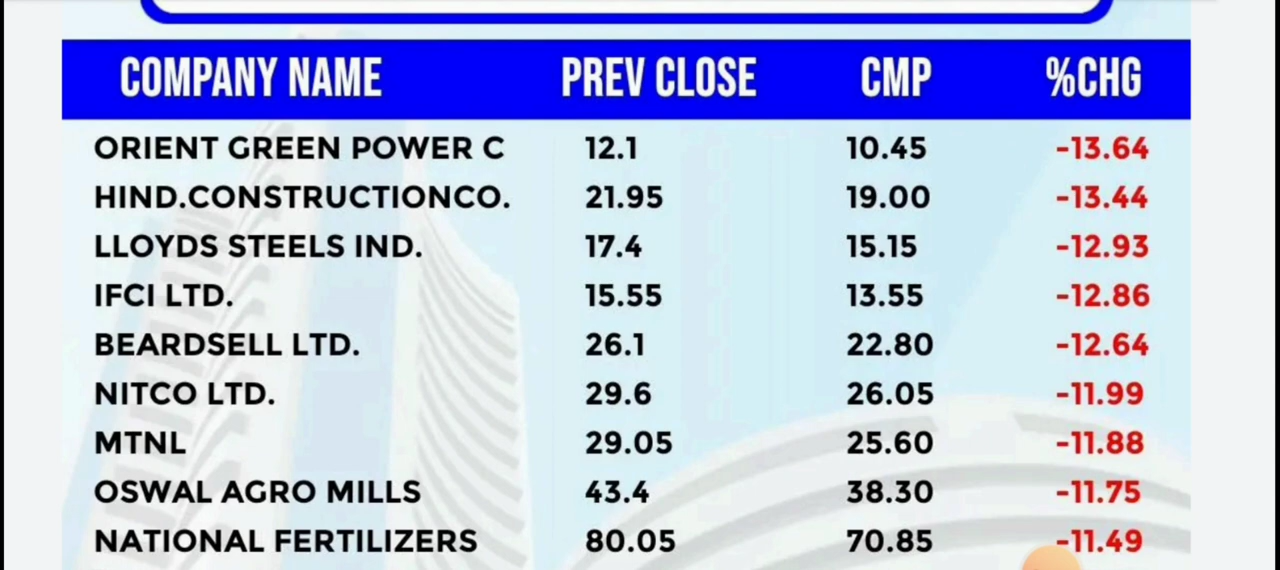 COMPANY NAME PREV CLOSE CMP %CHG
ORIENT GREEN POWER C 12.1 10.45 -13.64
HIND.CONSTRUCTIONCO. 21.95 19.00 -13.44
LLOYDS STEELS IND. 17.4 15.15 -12.93
IFCI LTD. 15.55 13.55 -12.86
BEARDSELL LTD. 26.1 22.80 -12.64
NITCO LTD. 29.6 26.05 -11.99
MTNL 29.05 25.60 -11.88
OSWAL AGRO MILLS 43.4 38.30 -11.75
NATIONAL FERTILIZERS 80.05 70.85 -11.49